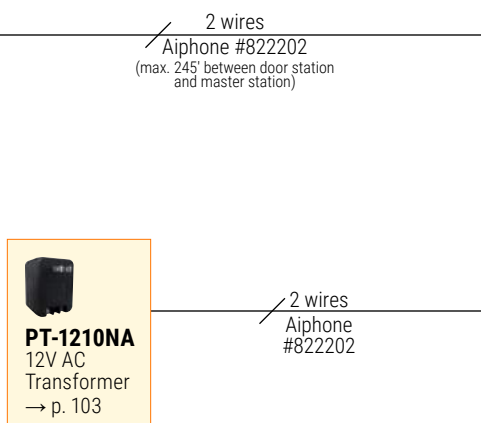 2 wires
Aiphone #822202
(max. 245' between door station
and master station)
PT-1210NA
12V AC
Transformer
→ p. 103
2 wires
Aiphone
#822202